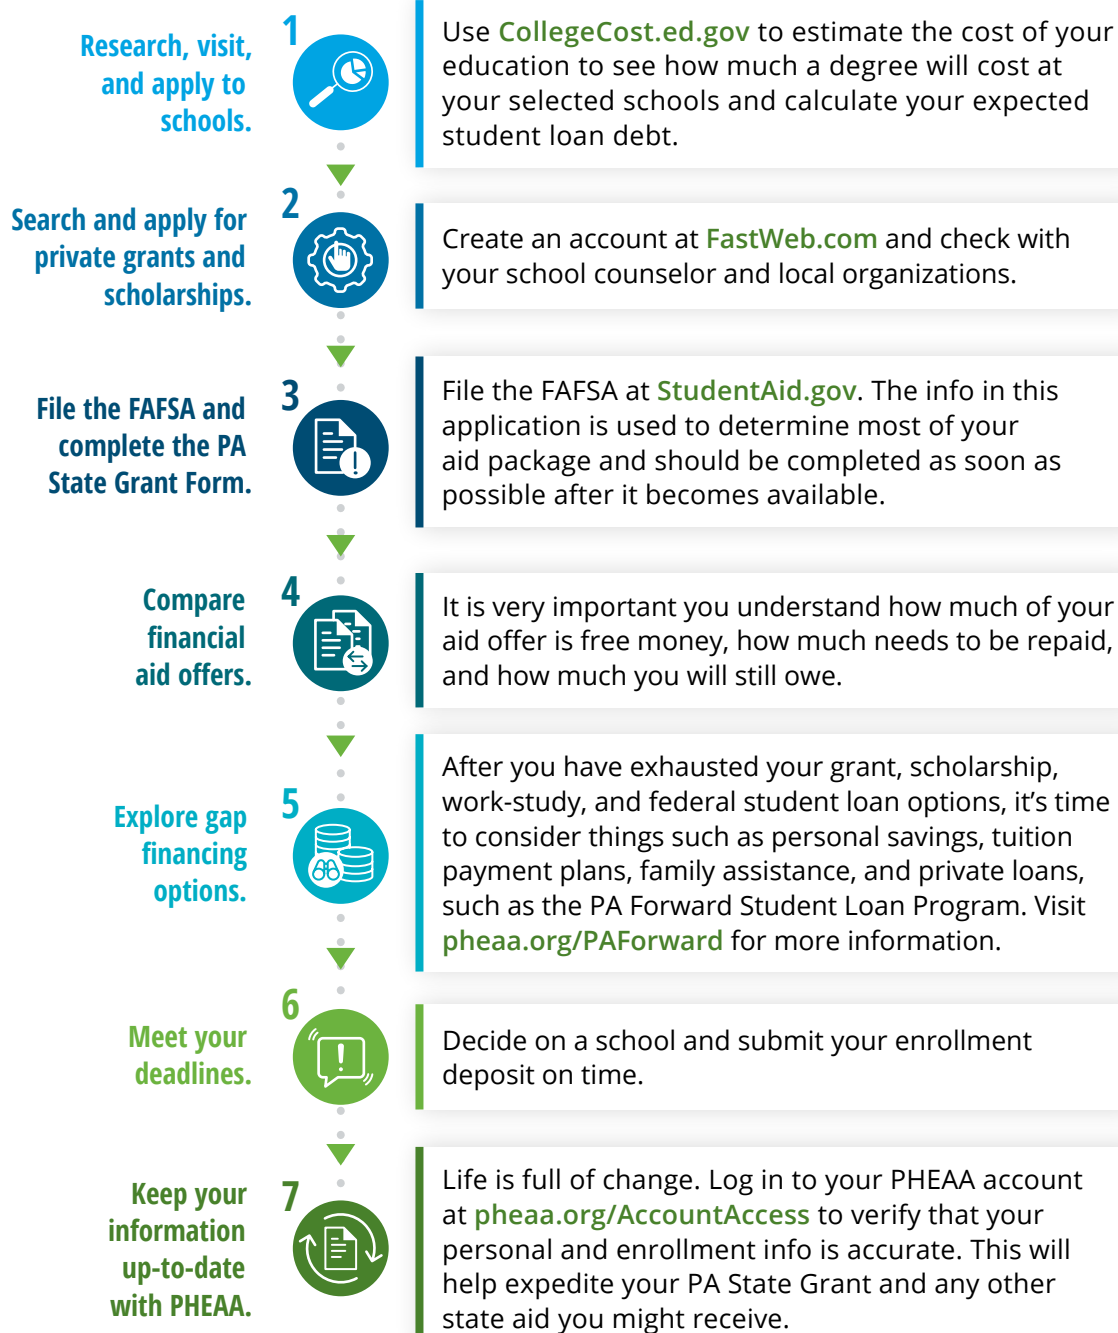 1
Research, visit,
and apply to
schools.
Use CollegeCost.ed.gov to estimate the cost of your
education to see how much a degree will cost at
your selected schools and calculate your expected
student loan debt.
2
Search and apply for
private grants and
scholarships.
Create an account at FastWeb.com and check with
your school counselor and local organizations.
3
File the FAFSA and
complete the PA
State Grant Form.
File the FAFSA at StudentAid.gov. The info in this
application is used to determine most of your
aid package and should be completed as soon as
possible after it becomes available.
4
Compare
financial
aid offers.
It is very important you understand how much of your
aid offer is free money, how much needs to be repaid,
and how much you will still owe.
5
Explore gap
financing
options.
After you have exhausted your grant, scholarship,
work-study, and federal student loan options, it’s time
to consider things such as personal savings, tuition
payment plans, family assistance, and private loans,
such as the PA Forward Student Loan Program. Visit
pheaa.org/PAForward for more information.
6
Meet your
deadlines.
Decide on a school and submit your enrollment
deposit on time.
7
Keep your
information
up-to-date
with PHEAA.
Life is full of change. Log in to your PHEAA account
at pheaa.org/AccountAccess to verify that your
personal and enrollment info is accurate. This will
help expedite your PA State Grant and any other
state aid you might receive.